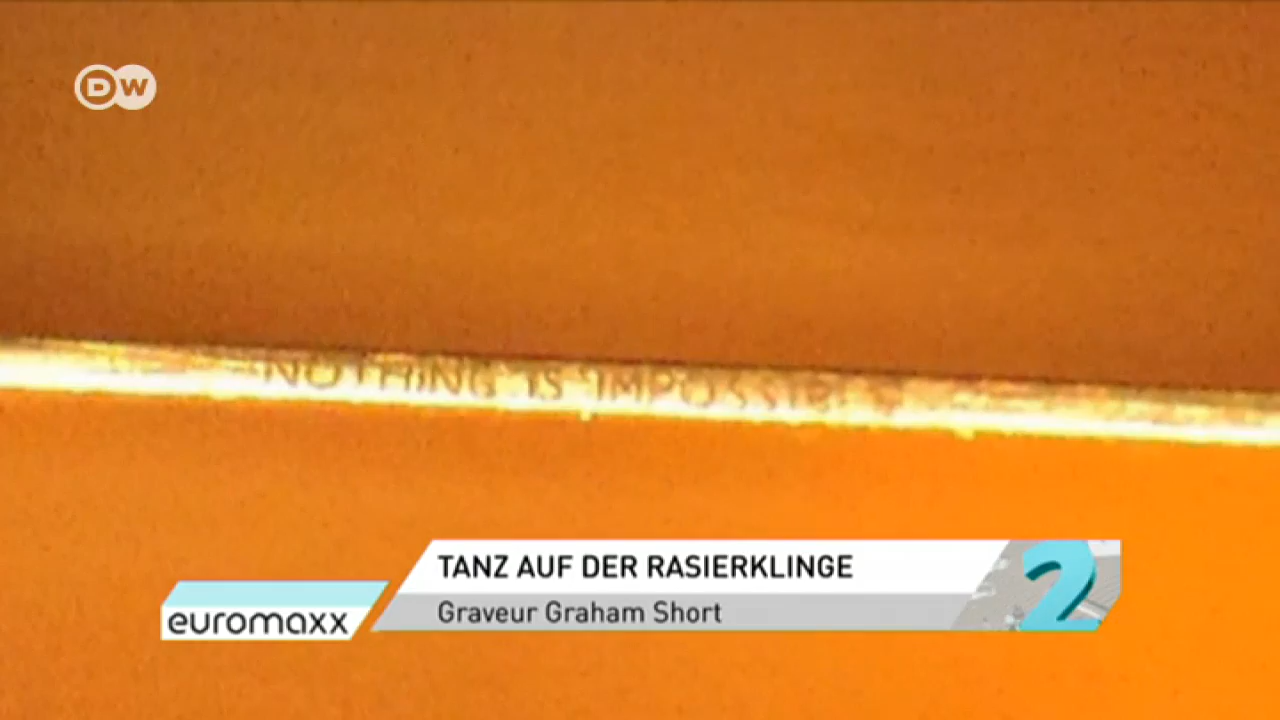 DW
NOTHING IS IMPOSSIBLE
TANZ AUF DER RASIERKLINGE
Graveur Graham Short
euromaxx
2